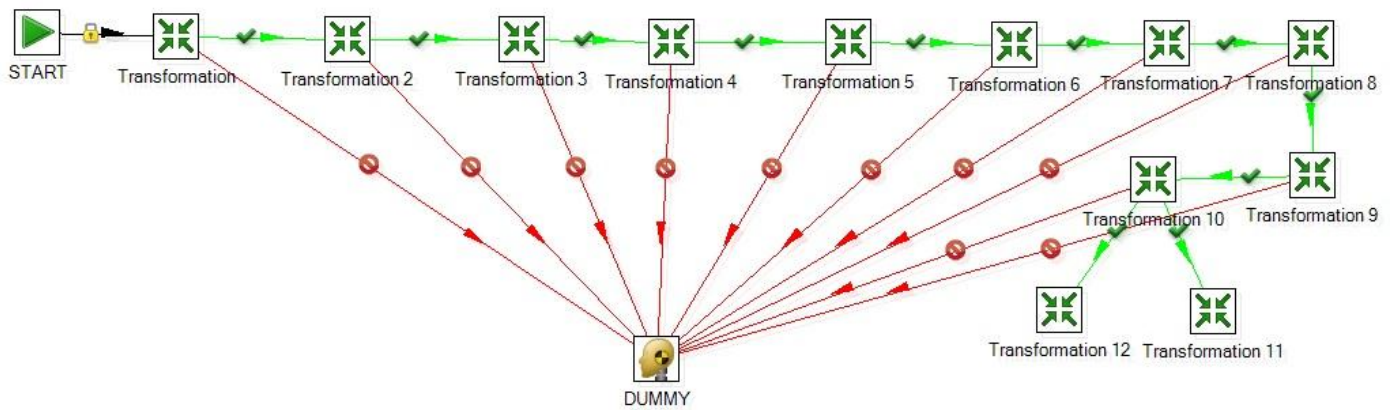 START
Transformation
Transformation 2
Transformation 3
Transformation 4
Transformation 5
Transformation 6
Transformation 7
Transformation 8
Transformation 10
Transformation 9
Transformation 12
Transformation 11
DUMMY